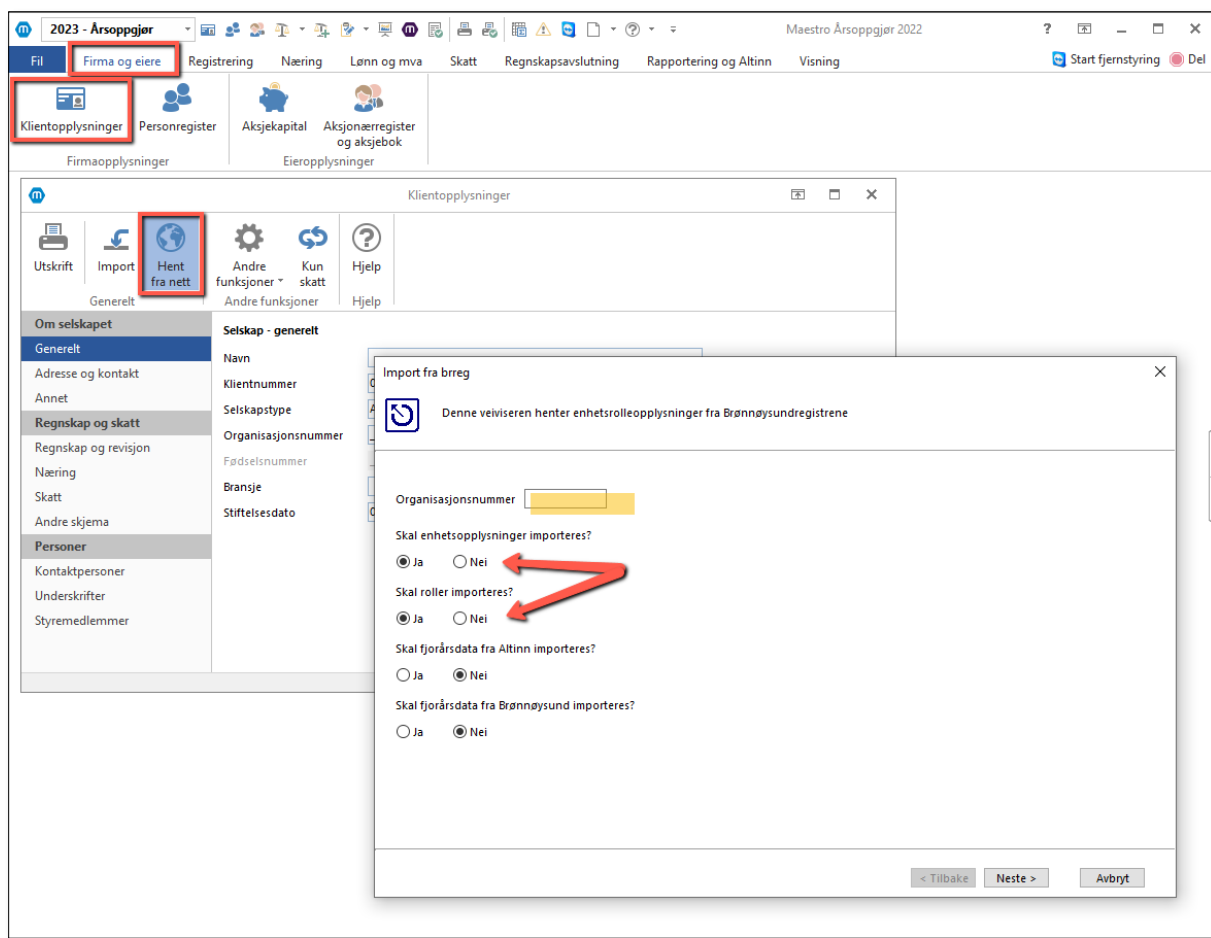 2023 - Årsoppgjør
Maestro Årsoppgjør 2022
?
Fil Firma og eiere Registrering Næring Lønn og mva Skatt Regnskapsavslutning Rapportering og Altinn Visning
Start fjernstyring Del
Klientopplysninger Personregister Aksjekapital Aksjonærregister
og aksjebok
Firmaopplysninger Eieropplysninger
Klientopplysninger
Utskrift Import Hent Andre Kun Hjelp
fra nett funksjoner skatt
Generelt Andre funksjoner Hjelp
Om selskapet
Generelt
Adresse og kontakt
Annet
Regnskap og skatt
Regnskap og revisjon
Næring
Skatt
Andre skjema
Personer
Kontaktpersoner
Underskrifter
Styremedlemmer
Selskap - generelt
Navn
Klientnummer
Selskapstype
Organisasjonsnummer
Fødselsnummer
Bransje
Stiftelsesdato
Import fra brreg
Denne veiviseren henter enhetsrolleopplysninger fra Brønnøysundregistrene
Organisasjonsnummer
Skal enhetsopplysninger importeres?
Ja Nei
Skal roller importeres?
Ja Nei
Skal fjorårsdata fra Altinn importeres?
Ja Nei
Skal fjorårsdata fra Brønnøysund importeres?
Ja Nei
< Tilbake Neste > Avbryt